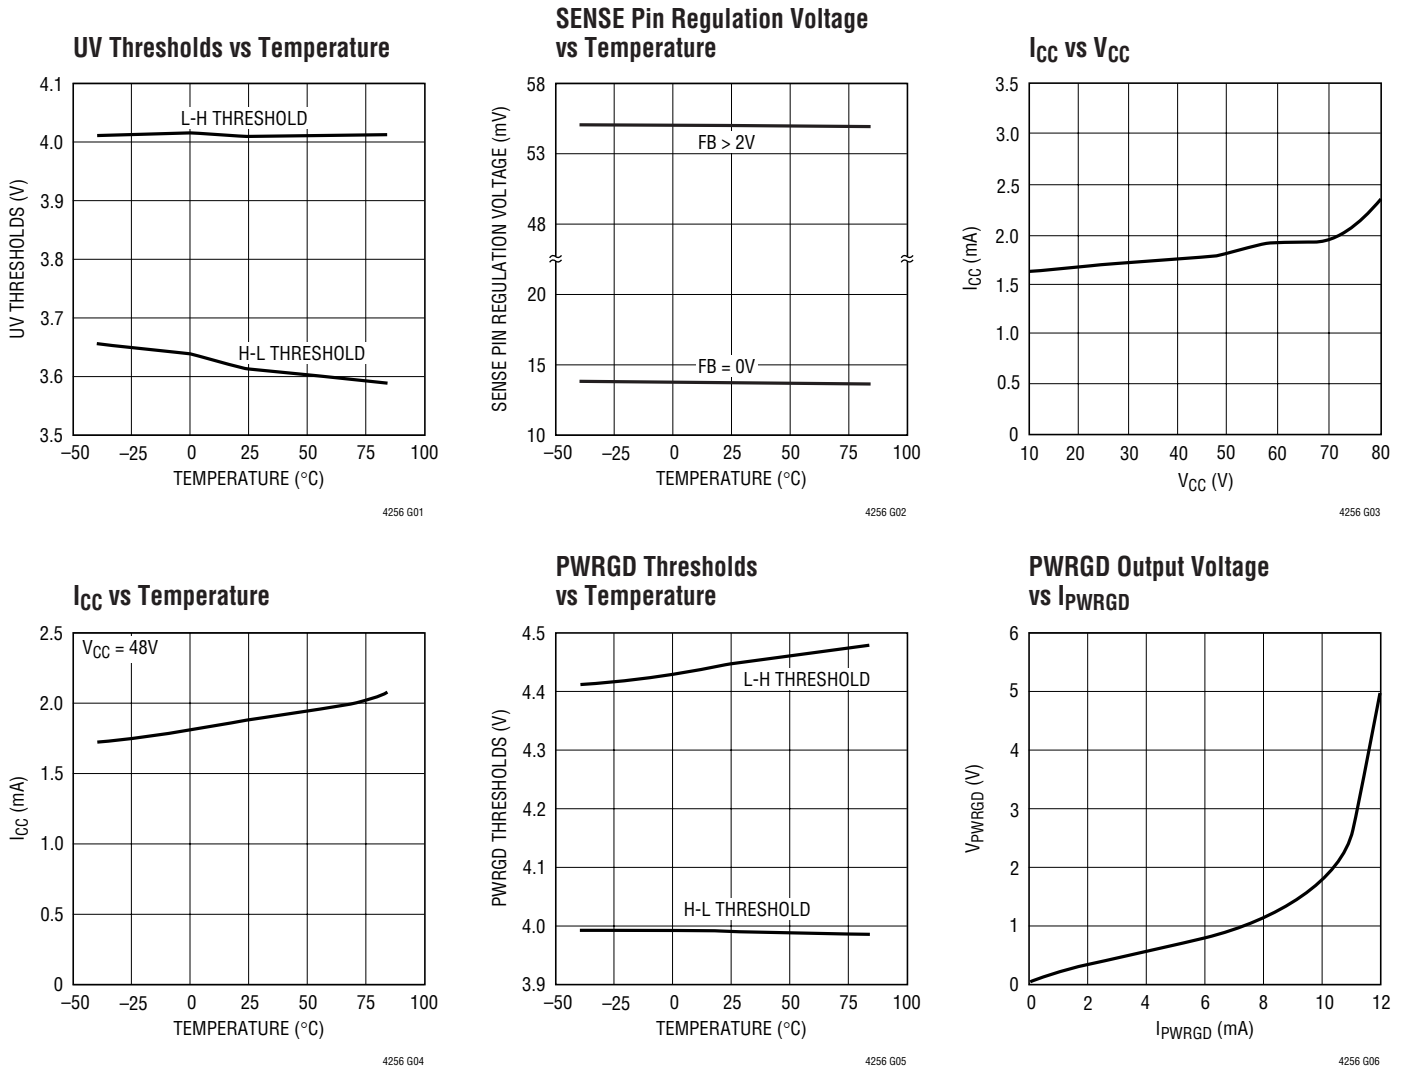 UV Thresholds vs Temperature
4.1
4.0
3.9
3.8
3.7
3.6
3.5
UV THRESHOLDS (V)
L-H THRESHOLD
H-L THRESHOLD
–50 –25 0 25 50 75 100
TEMPERATURE (°C)
4256 G01
SENSE Pin Regulation Voltage
vs Temperature
58
53
48
20
15
10
SENSE PIN REGULATION VOLTAGE (mV)
FB > 2V
FB = 0V
–50 –25 0 25 50 75 100
TEMPERATURE (°C)
4256 G02
ICC vs VCC
3.5
3.0
2.5
2.0
1.5
1.0
0.5
0
ICC (mA)
10 20 30 40 50 60 70 80
VCC (V)
4256 G03
ICC vs Temperature
2.5
2.0
1.5
1.0
0.5
0
ICC (mA)
VCC = 48V
–50 –25 0 25 50 75 100
TEMPERATURE (°C)
4256 G04
PWRGD Thresholds
vs Temperature
4.5
4.4
4.3
4.2
4.1
4.0
3.9
PWRGD THRESHOLDS (V)
L-H THRESHOLD
H-L THRESHOLD
–50 –25 0 25 50 75 100
TEMPERATURE (°C)
4256 G05
PWRGD Output Voltage
vs IPWRGD
6
5
4
3
2
1
0
VPWRGD (V)
0 2 4 6 8 10 12
IPWRGD (mA)
4256 G06